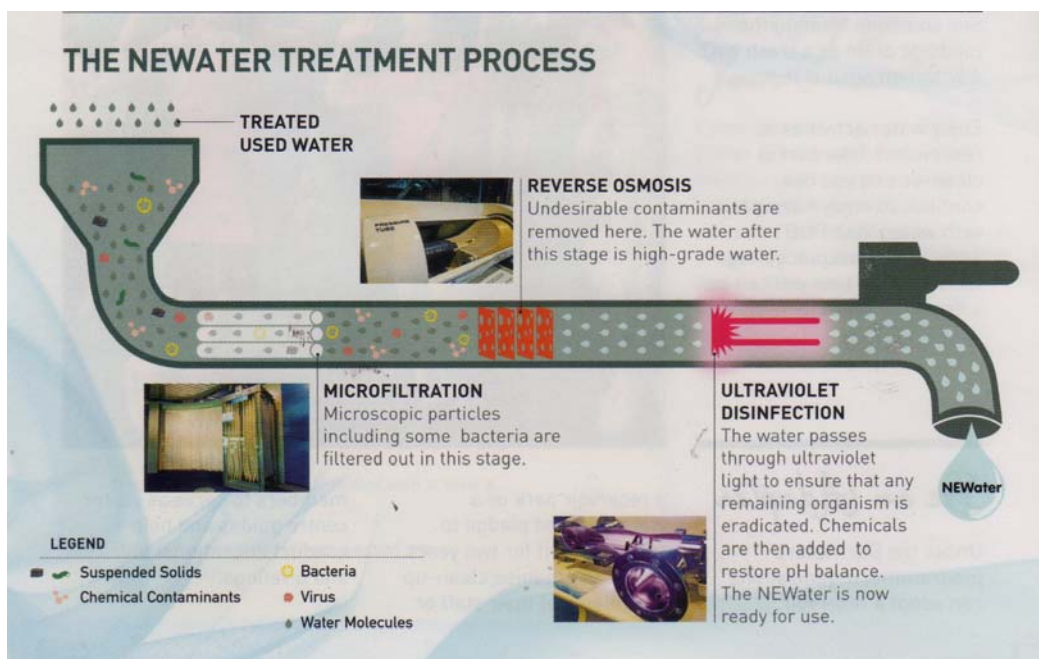 THE NEWATER TREATMENT PROCESS
TREATED
USED WATER
REVERSE OSMOSIS
Undesirable contaminants are
removed here. The water after
this stage is high-grade water.
PRESSURE
TUBE
MICROFILTRATION
Microscopic particles
including some bacteria are
filtered out in this stage.
ULTRAVIOLET
DISINFECTION
The water passes
through ultraviolet
light to ensure that any
remaining organism is
eradicated. Chemicals
are then added to
restore pH balance.
The NEWater is now
ready for use.
NEWater
LEGEND
Suspended Solids
Chemical Contaminants
Bacteria
Virus
Water Molecules